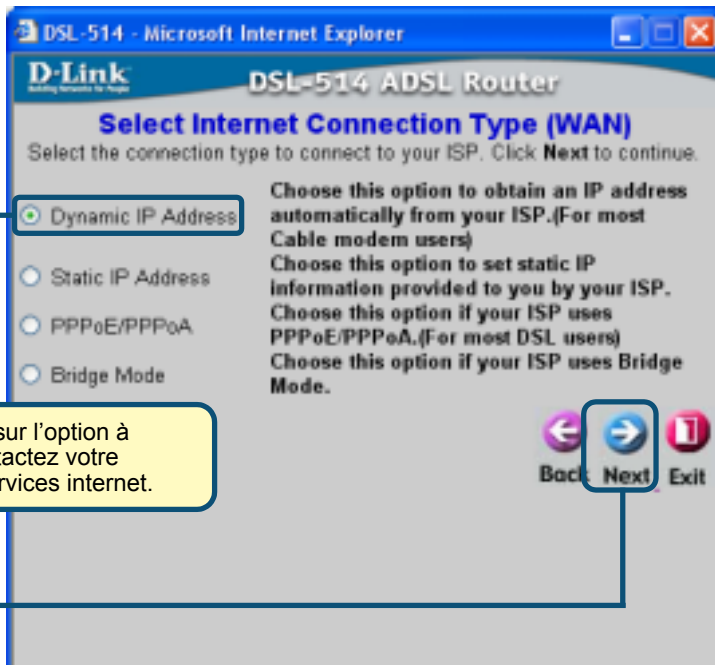 DSL-514 - Microsoft Internet Explorer
D-Link
Building Networks for People
DSL-514 ADSL Router
Select Internet Connection Type (WAN)
Select the connection type to connect to your ISP. Click Next to continue.
Dynamic IP Address
Choose this option to obtain an IP address
automatically from your ISP.(For most
Cable modem users)
Static IP Address
Choose this option to set static IP
information provided to you by your ISP.
PPPoE/PPPoA
Choose this option if your ISP uses
PPPoE/PPPoA.(For most DSL users)
Bridge Mode
Choose this option if your ISP uses Bridge
Mode.
sur l’option à
tactez votre
rvices internet.
Back Next Exit